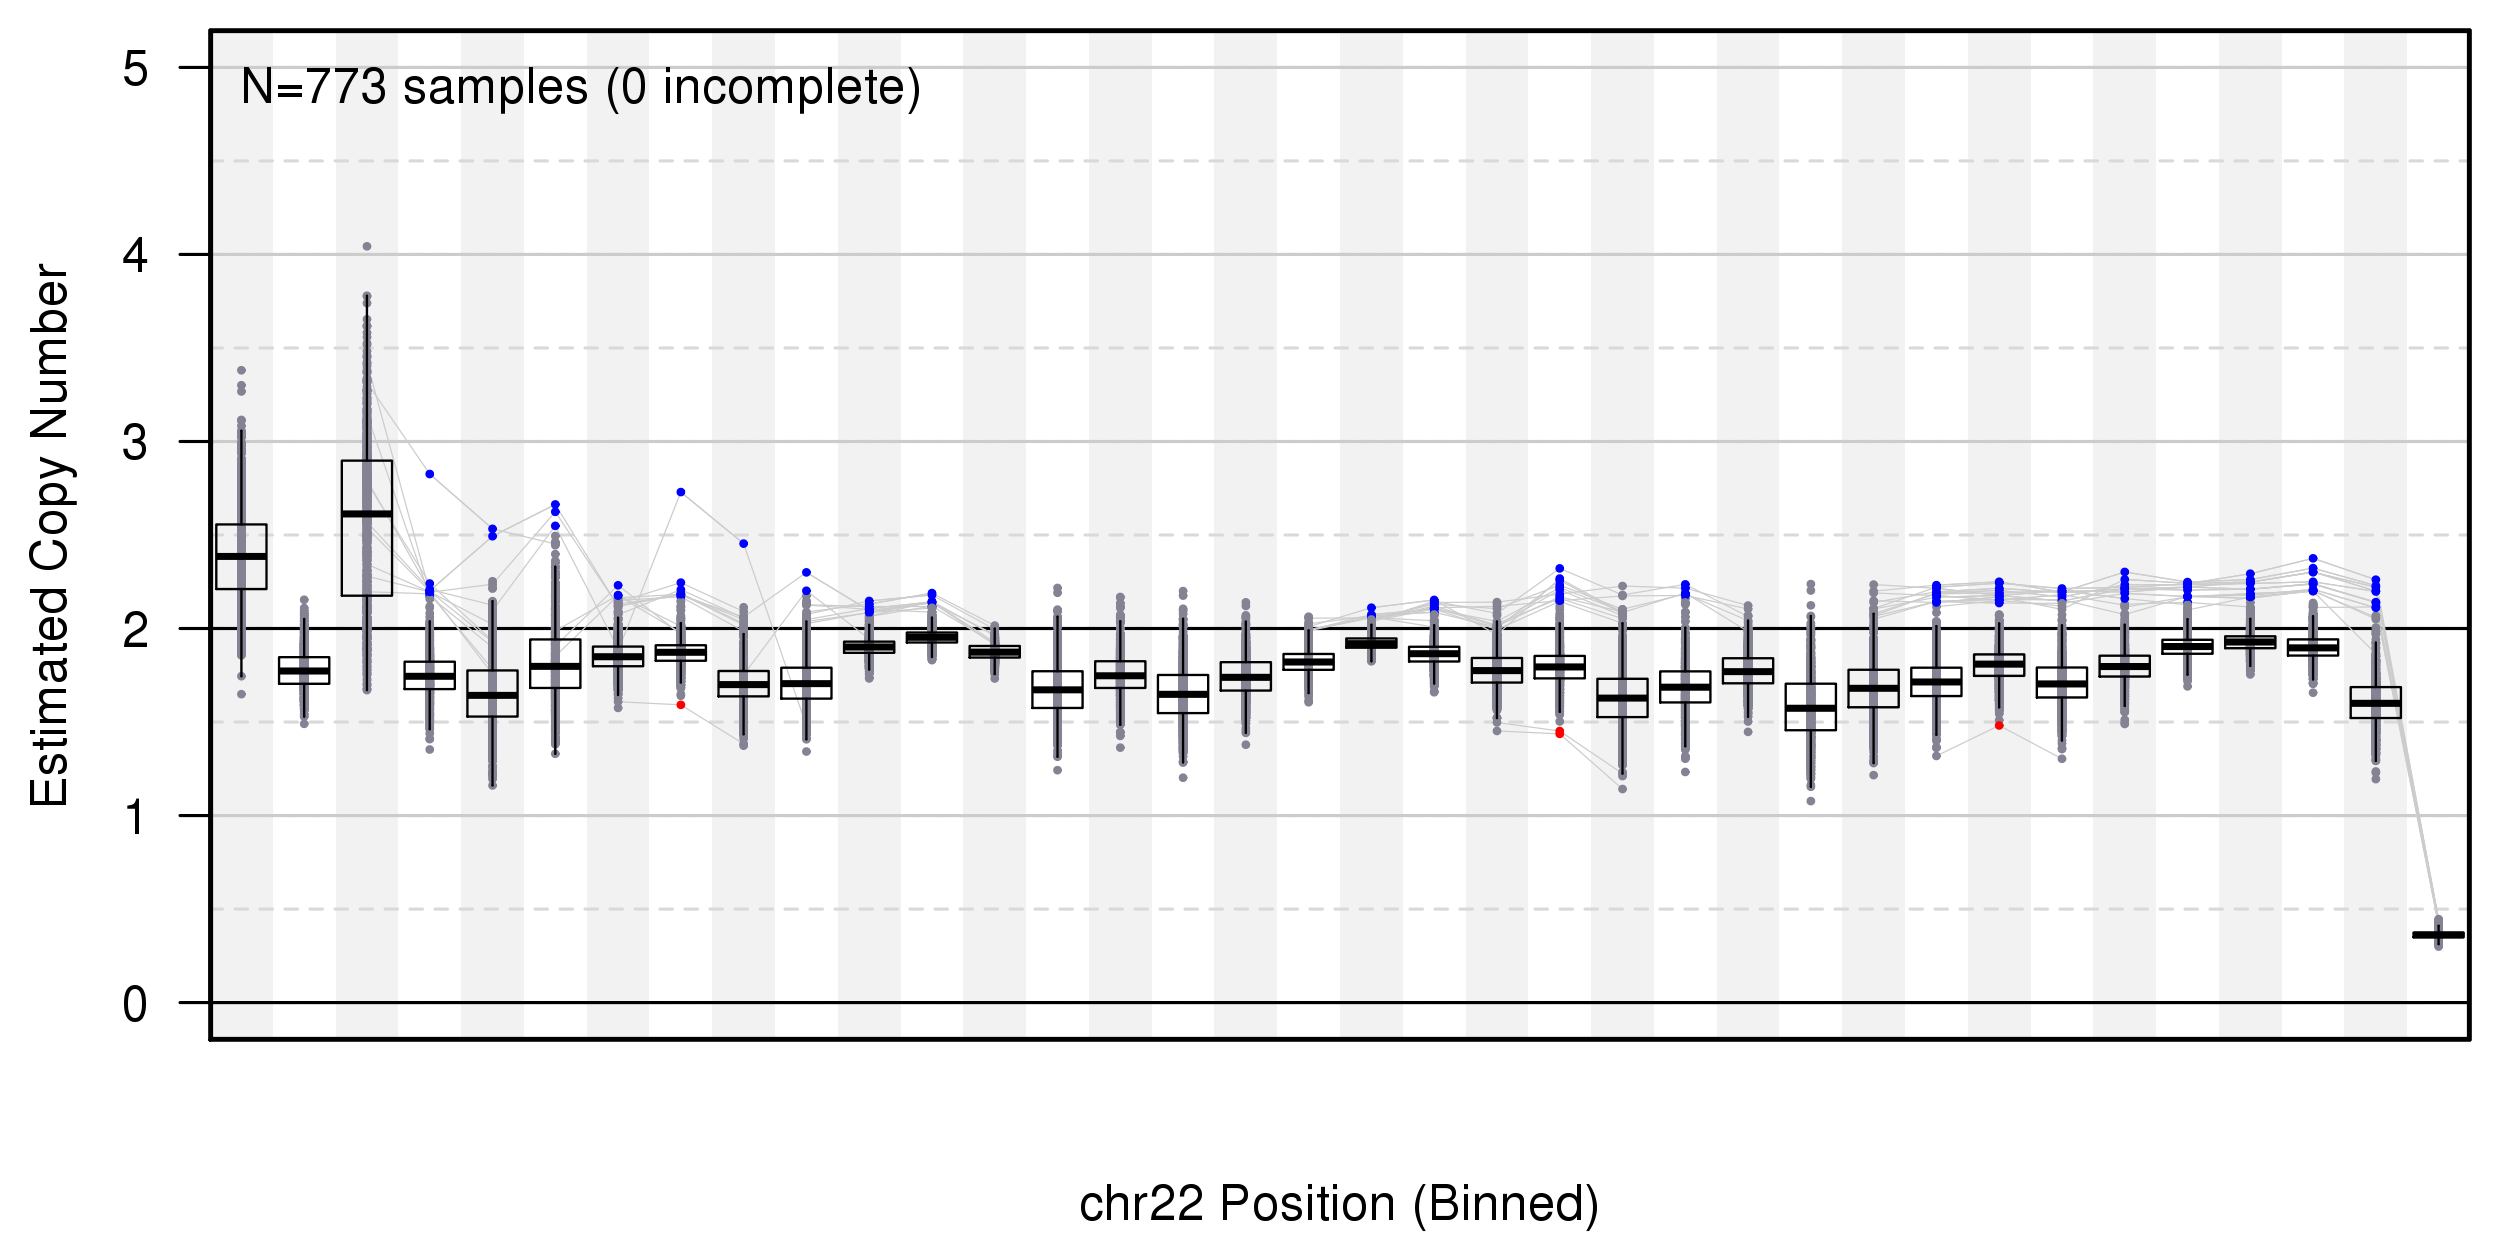 N=773 samples (0 incomplete)
5
4
3
2
1
0
Estimated Copy Number
chr22 Position (Binned)